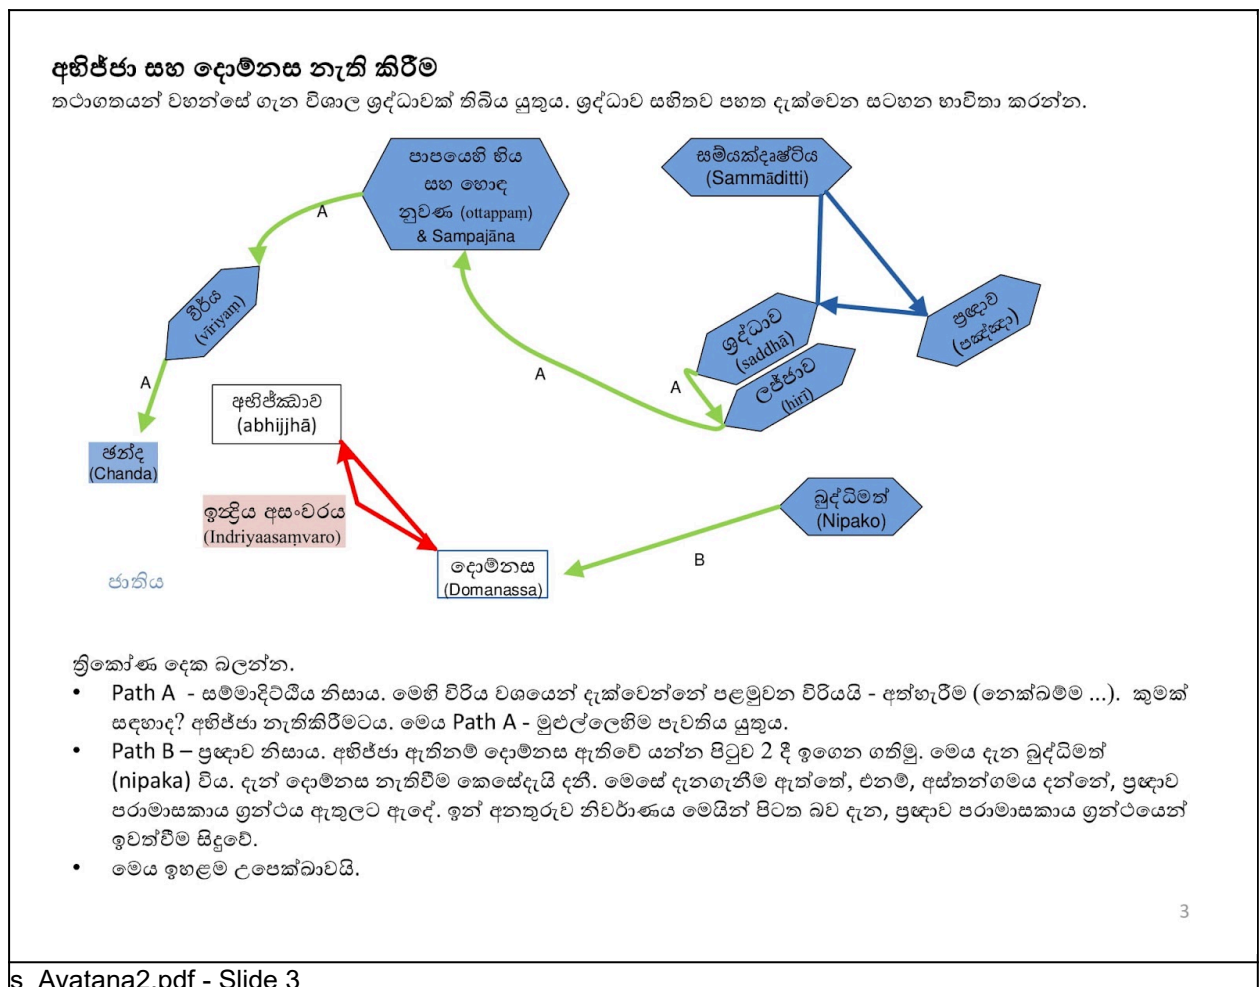 අභිජ්ජා සහ දොම්නස නැති කිරීම
තථාගතයන් වහන්සේ ගැන විශාල ශ්‍රද්ධාවක් තිබිය යුතුය. ශ්‍රද්ධාව සහිතව පහත දැක්වෙන සටහන භාවිතා කරන්න.
පාපයෙහි භිය
සහ හොඳ
නුවණ (ottappaṃ)
& Sampajāna
සම්යක්දෘෂ්ටිය
(Sammāditti)
A
වීර්ය
(vīriyaṃ)
ශ්‍රද්ධාව
(saddhā)
ප්‍රඥාව
(පඤ්ඤා)
ලජ්ජාව
(hirī)
A
A
A
අභිජ්ඣාව
(abhijjhā)
ඡන්ද
(Chanda)
ඉන්ද්‍රිය අසංවරය
(Indriyaasaṃvaro)
බුද්ධිමත්
(Nipako)
දොම්නස
(Domanassa)
B
ජාතිය
ත්‍රිකෝණ දෙක බලන්න.
• Path A - සම්මාදිට්ඨිය නිසාය. මෙහි විරිය වශයෙන් දැක්වෙන්නේ පළමුවන විරියයි - අත්හැරීම (නෙක්ඛම්ම ...). කුමක්
සඳහාද? අභිජ්ජා නැතිකිරීමටය. මෙය Path A - මුළුල්ලෙහිම පැවතිය යුතුය.
• Path B – ප්‍රඥාව නිසාය. අභිජ්ජා ඇතිනම් දොම්නස ඇතිවේ යන්න පිටුව 2 දී ඉගෙන ගතිමු. මෙය දැන බුද්ධිමත්
(nipaka) විය. දැන් දොම්නස නැතිවීම කෙසේදැයි දනී. මෙසේ දැනගැනීම ඇත්තේ, එනම්, අස්තන්ගමය දන්නේ, ප්‍රඥාව
පරාමාසකාය ග්‍රන්ථය ඇතුලට ඇදේ. ඉන් අනතුරුව නිවර්ාණය මෙයින් පිටත බව දැන, ප්‍රඥාව පරාමාසකාය ග්‍රන්ථයෙන්
ඉවත්වීම සිදුවේ.
• මෙය ඉහළම උපෙක්ඛාවයි.
3
s_Ayatana2.pdf - Slide 3